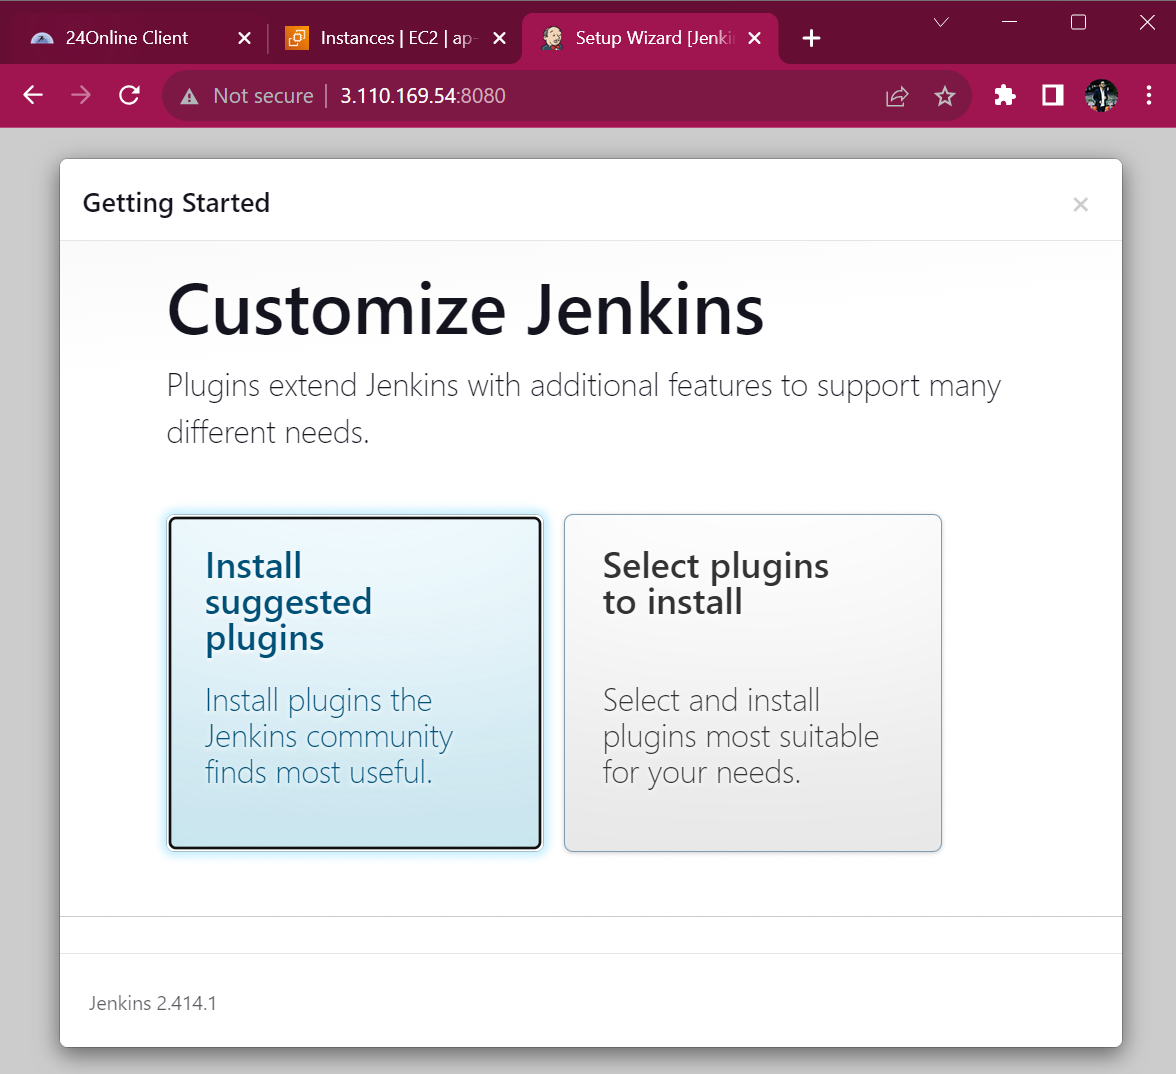 24Online Client
Instances | EC2 | ap-
Setup Wizard [Jenkin
Not secure | 3.110.169.54:8080
Getting Started
Customize Jenkins
Plugins extend Jenkins with additional features to support many
different needs.
Install
suggested
plugins
Install plugins the
Jenkins community
finds most useful.
Select plugins
to install
Select and install
plugins most suitable
for your needs.
Jenkins 2.414.1